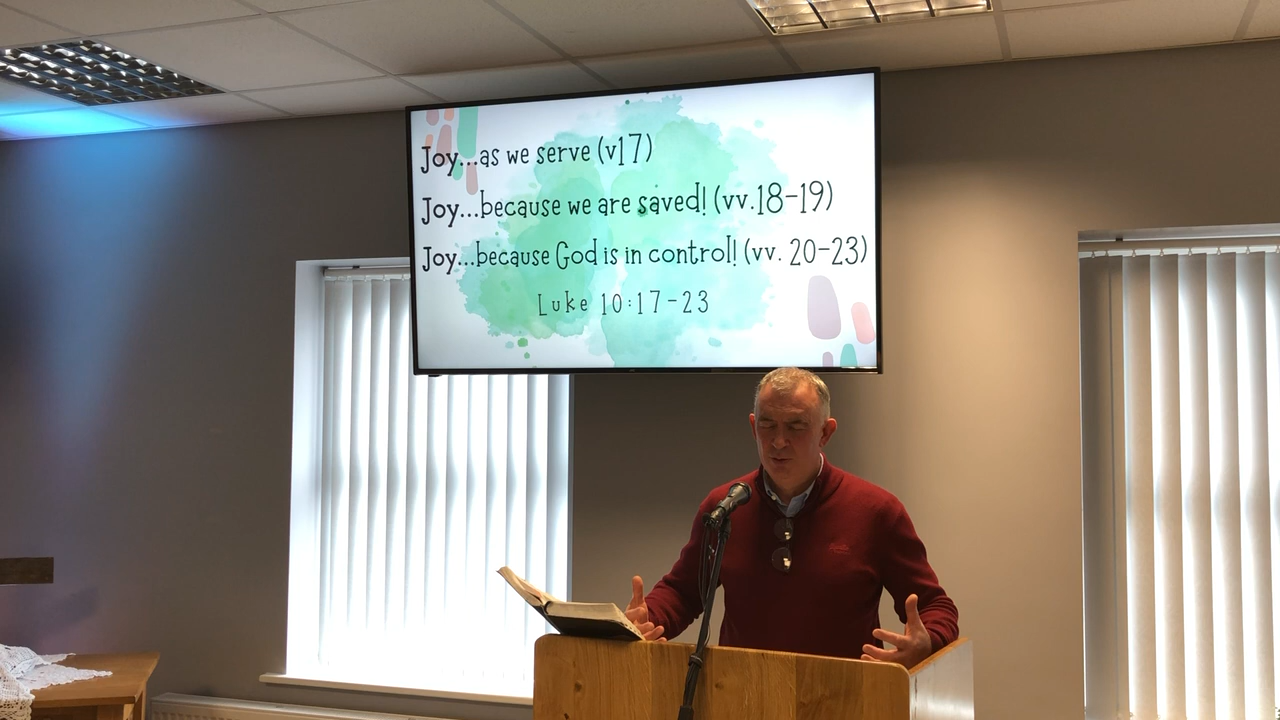 Joy...as we serve (v17)
Joy...because we are saved! (vv.18-19)
Joy...because God is in control! (vv. 20-23)
Luke 10:17-23